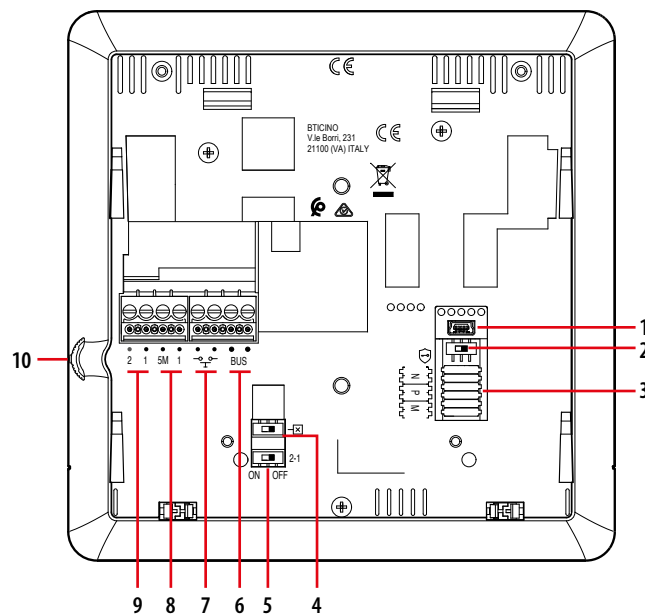 BTICINO
V.le Borri, 231
21100 (VA) ITALY
CE
CE
1
2
3
N
P
M
10
2 1 5M 1 BUS
2-1
ON OFF
9 8 7 6 5 4